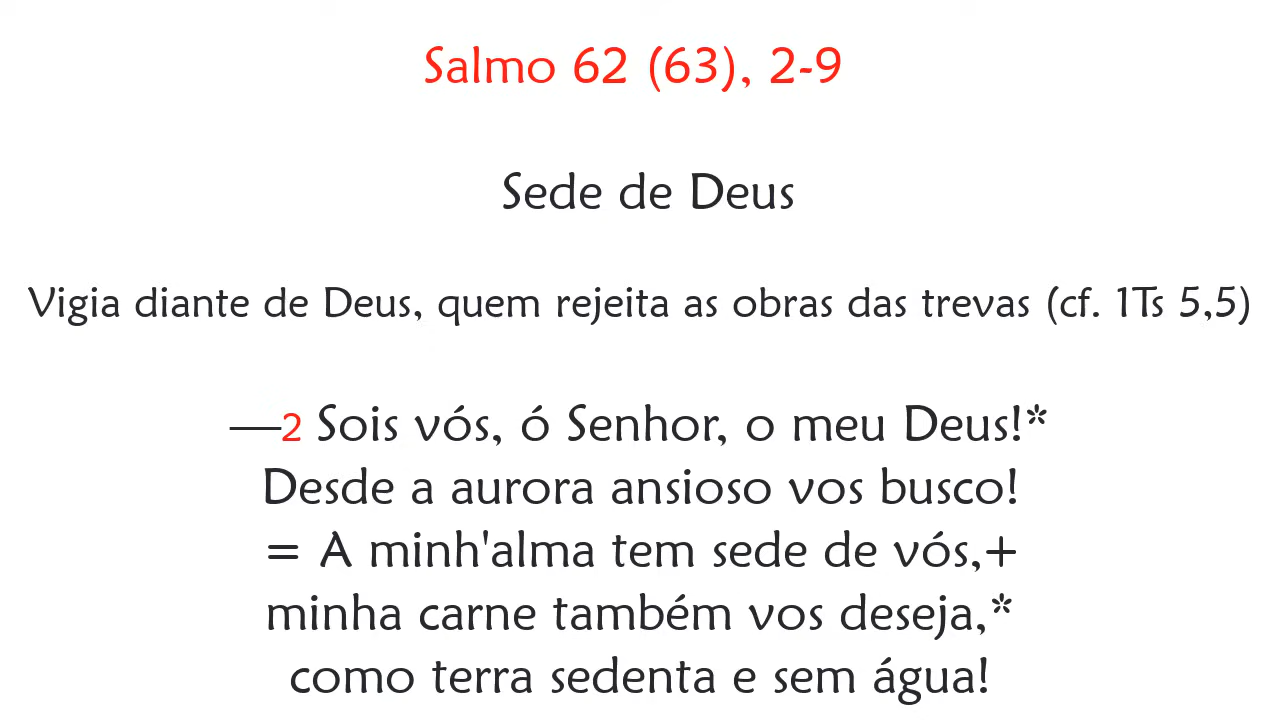 Salmo 62 (63), 2-9
Sede de Deus
Vigia diante de Deus, quem rejeita as obras das trevas (cf. 1Ts 5,5)
—2 Sois vós, ó Senhor, o meu Deus!*
Desde a aurora ansioso vos busco!
= A minh'alma tem sede de vós,+
minha carne também vos deseja,*
como terra sedenta e sem água!